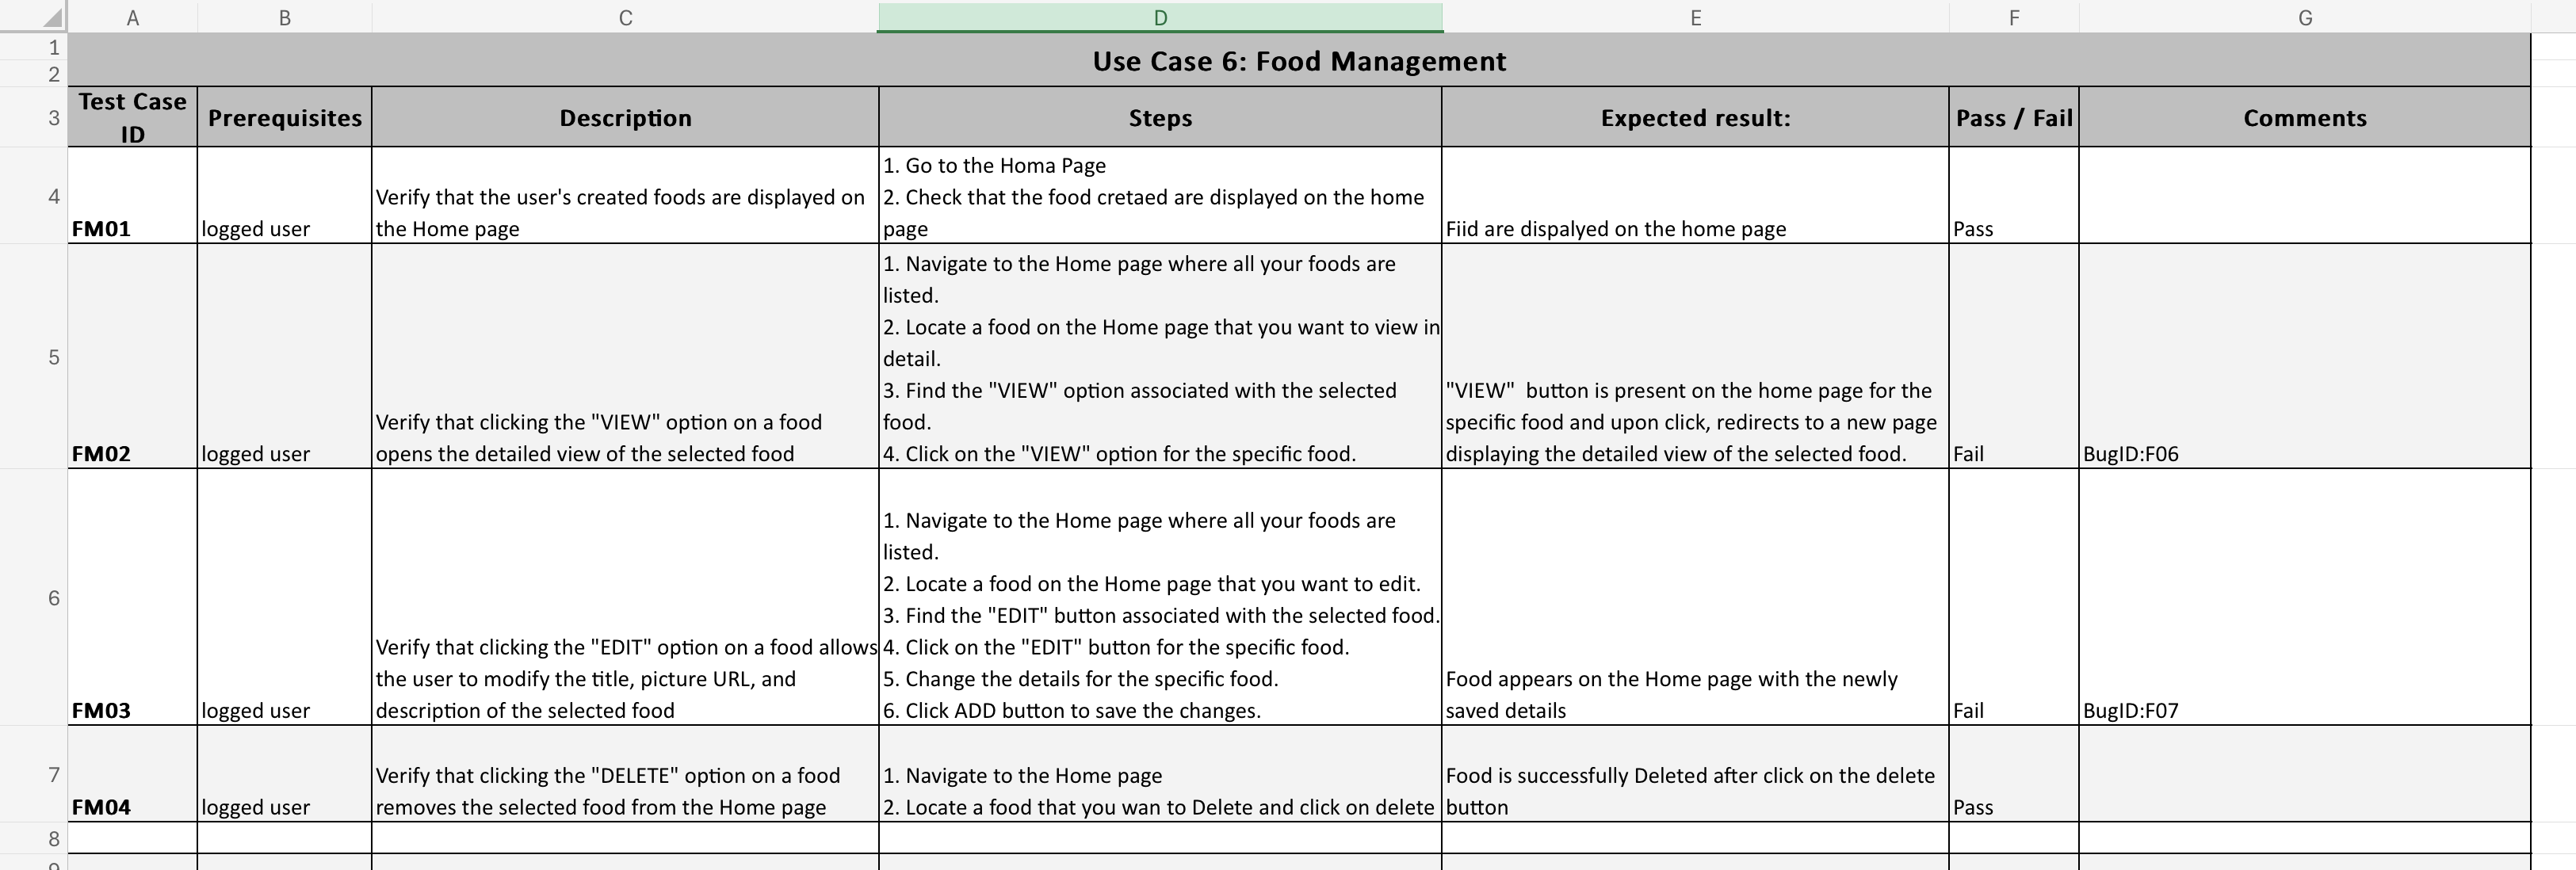 A B C D E F G
1
2
Use Case 6: Food Management
3
Test Case
ID
Prerequisites
Description
Steps
Expected result:
Pass / Fail
Comments
4
FM01
logged user
Verify that the user's created foods are displayed on
the Home page
1. Go to the Homa Page
2. Check that the food cretaed are displayed on the home
page
Fiid are dispalyed on the home page
Pass
5
FM02
logged user
Verify that clicking the "VIEW" option on a food
opens the detailed view of the selected food
1. Navigate to the Home page where all your foods are
listed.
2. Locate a food on the Home page that you want to view in
detail.
3. Find the "VIEW" option associated with the selected
food.
4. Click on the "VIEW" option for the specific food.
"VIEW"  button is present on the home page for the
specific food and upon click, redirects to a new page
displaying the detailed view of the selected food.
Fail
BugID:F06
6
FM03
logged user
Verify that clicking the "EDIT" option on a food allows
the user to modify the title, picture URL, and
description of the selected food
1. Navigate to the Home page where all your foods are
listed.
2. Locate a food on the Home page that you want to edit.
3. Find the "EDIT" button associated with the selected food.
4. Click on the "EDIT" button for the specific food.
5. Change the details for the specific food.
6. Click ADD button to save the changes.
Food appears on the Home page with the newly
saved details
Fail
BugID:F07
7
FM04
logged user
Verify that clicking the "DELETE" option on a food
removes the selected food from the Home page
1. Navigate to the Home page
2. Locate a food that you wan to Delete and click on delete
Food is successfully Deleted after click on the delete
button
Pass
8
9